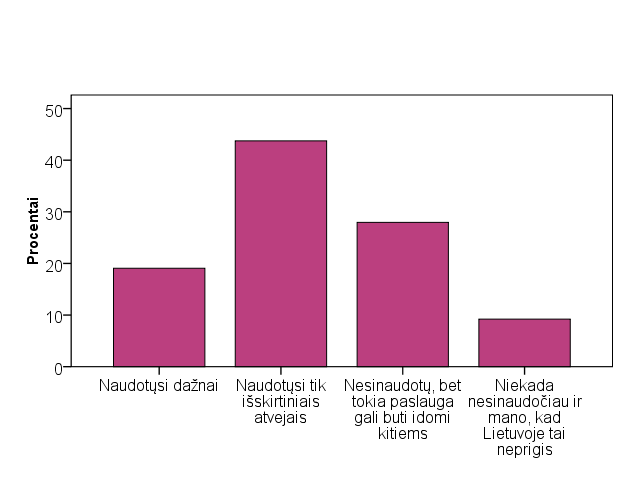 Procentai
50
40
30
20
10
0
Naudotųsi dažnai
Naudotųsi tik
išskirtiniais
atvejais
Nesinaudotų, bet
tokia paslauga
gali buti idomi
kitiems
Niekada
nesinaudočiau ir
mano, kad
Lietuvoje tai
neprigis